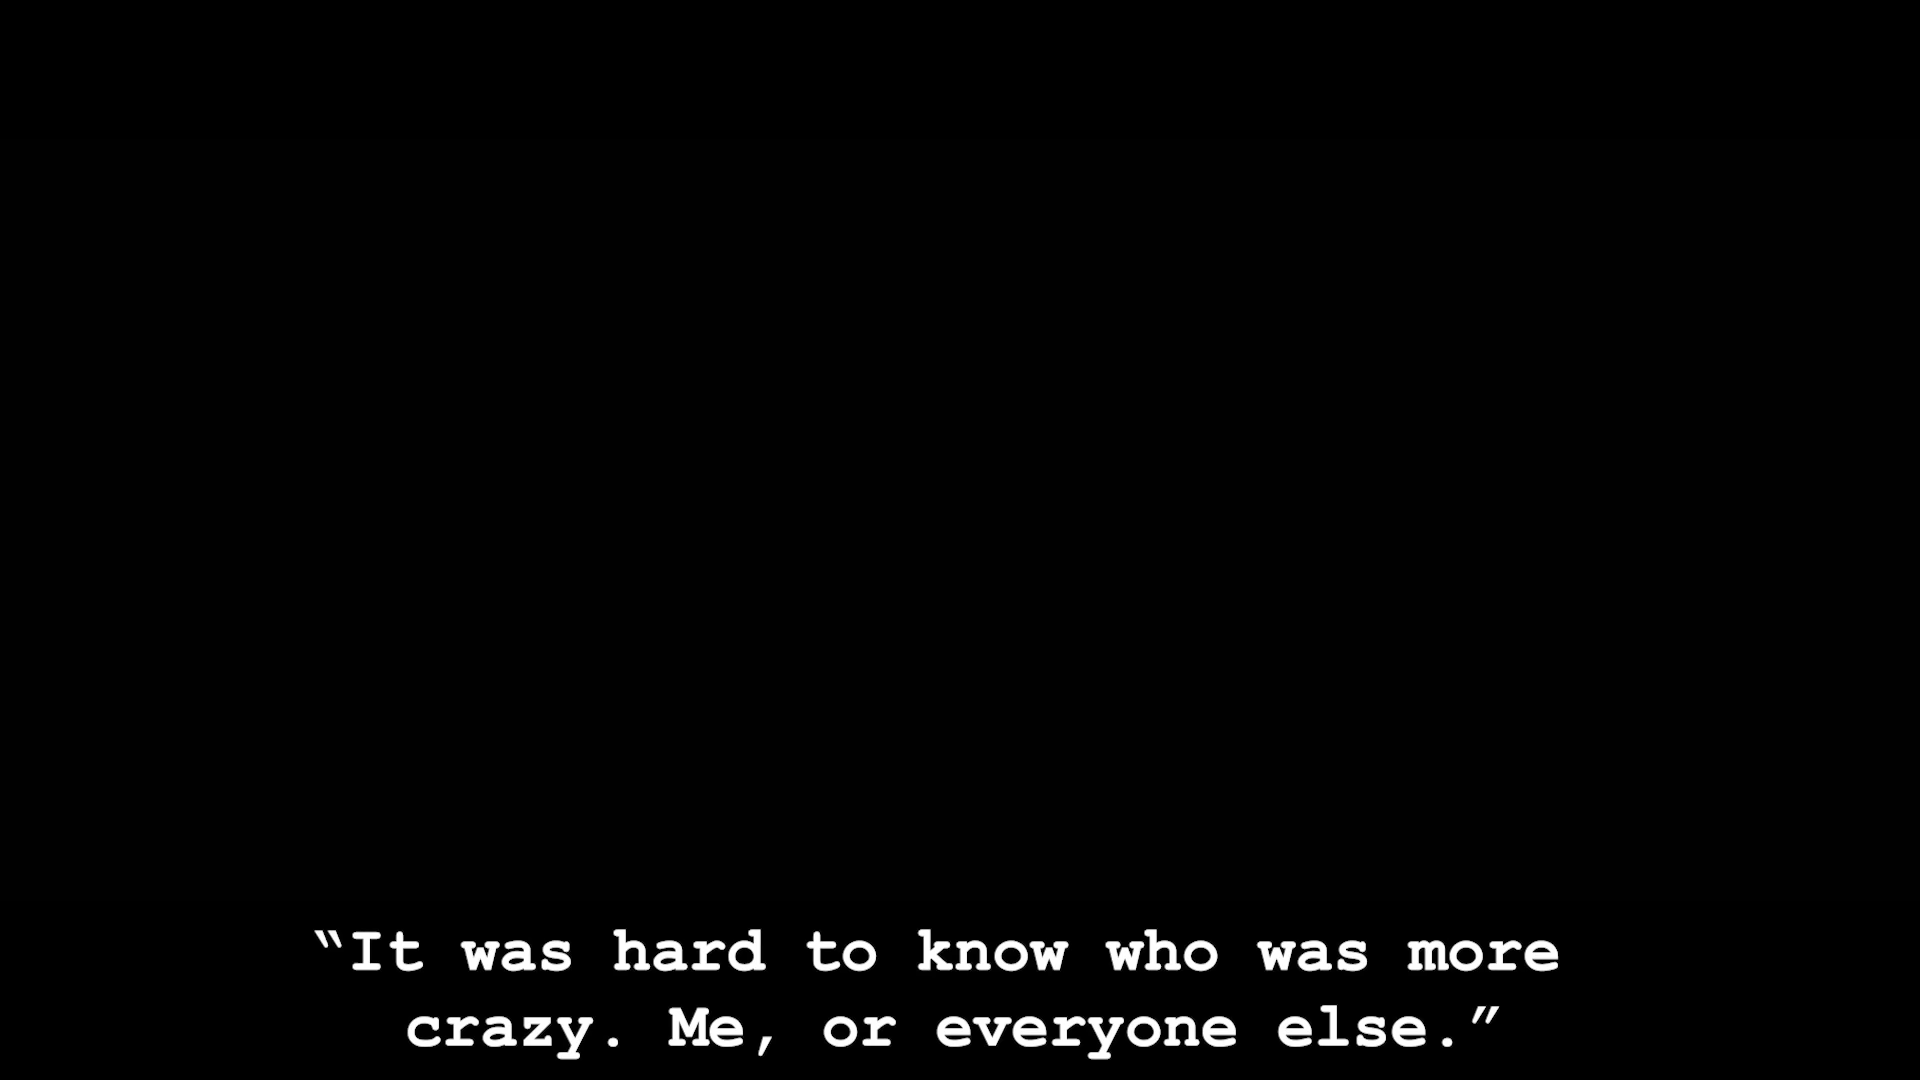 “It was hard to know who was more
crazy. Me, or everyone else.”